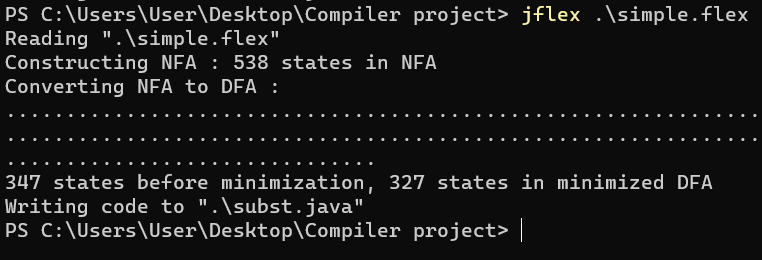 PS C:\Users\User\Desktop\Compiler project> jflex .\simple.flex
Reading ".\simple.flex"
Constructing NFA : 538 states in NFA
Converting NFA to DFA :
...............................................................
...............................................................
...............................
347 states before minimization, 327 states in minimized DFA
Writing code to ".\subst.java"
PS C:\Users\User\Desktop\Compiler project>